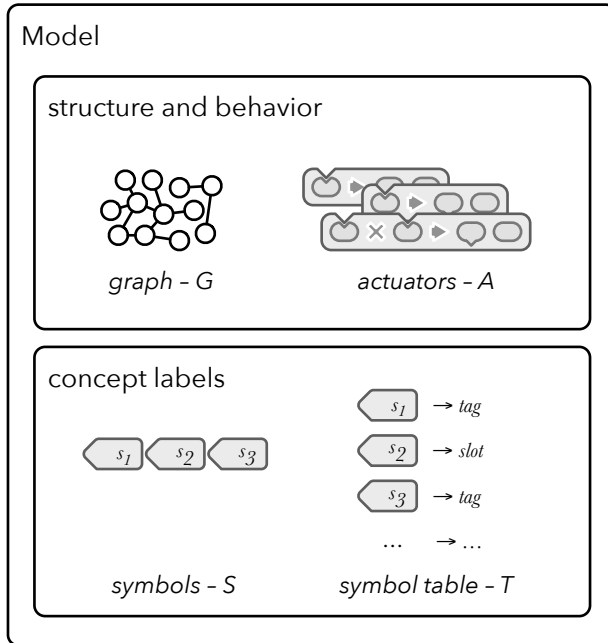 Model
structure and behavior
graph – G
actuators – A
concept labels
s1 s2 s3
s1 → tag
s2 → slot
s3 → tag
... → ...
symbols – S
symbol table – T